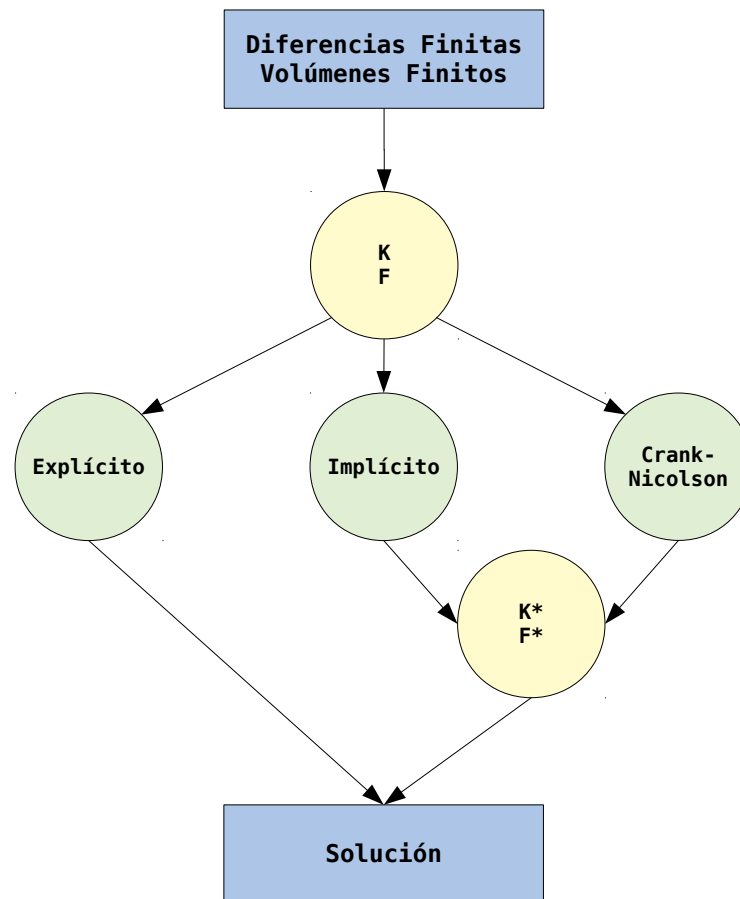 Diferencias Finitas
Volúmenes Finitos
K
F
Explícito
Implícito
Crank-
Nicolson
K*
F*
Solución